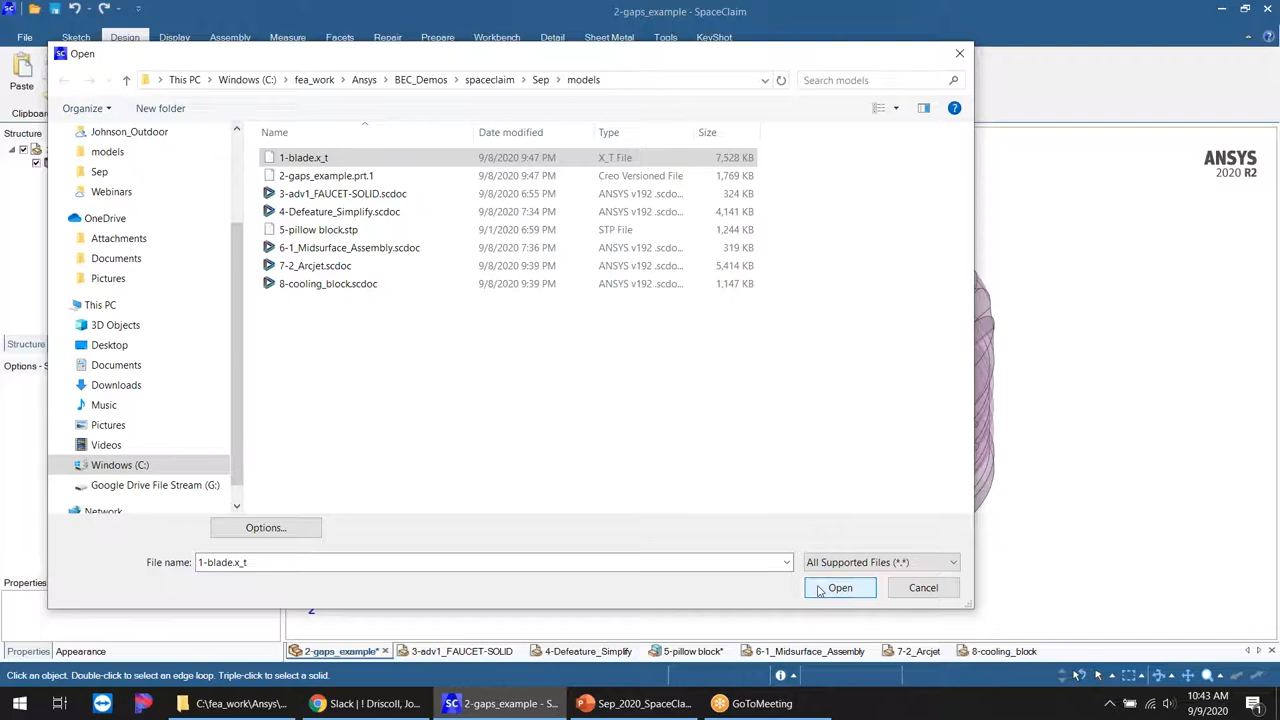 2-gaps_example - SpaceClaim
File Sketch Design Display Assembly Measure Facets Repair Prepare Workbench Detail Sheet Metal Tools KeyShot
Open
Paste
This PC > Windows (C:) > fea_work > Ansys > BEC_Demos > spaceclaim > Sep > models
Search models
Organize
New folder
Clipboard
Structure
Name Date modified Type Size
Johnson_Outdoor
models
Sep
Webinars
OneDrive
Attachments
Documents
Pictures
This PC
3D Objects
Desktop
Documents
Downloads
Music
Pictures
Videos
Windows (C:)
Google Drive File Stream (G:)
Network
1-blade.x_t 9/8/2020 9:47 PM X_T File 7,528 KB
2-gaps_example.prt.1 9/8/2020 9:47 PM Creo Versioned File 1,769 KB
3-adv1_FAUCET-SOLID.scdoc 9/8/2020 6:55 PM ANSYS v192 .scdo... 324 KB
4-Defeature_Simplify.scdoc 9/8/2020 7:34 PM ANSYS v192 .scdo... 4,141 KB
5-pillow block.stp 9/1/2020 6:59 PM STP File 1,244 KB
6-1_Midsurface_Assembly.scdoc 9/8/2020 7:36 PM ANSYS v192 .scdo... 319 KB
7-2_Arcjet.scdoc 9/8/2020 9:39 PM ANSYS v192 .scdo... 5,414 KB
8-cooling_block.scdoc 9/8/2020 9:39 PM ANSYS v192 .scdo... 1,147 KB
ANSYS
2020 R2
Structure
Options - S
Options...
File name: 1-blade.x_t
All Supported Files (*.*)
Open Cancel
Properties
Z
Properties Appearance
2-gaps_example* 3-adv1_FAUCET-SOLID 4-Defeature_Simplify 5-pillow block* 6-1_Midsurface_Assembly 7-2_Arcjet 8-cooling_block
Click an object. Double-click to select an edge loop. Triple-click to select a solid.
C:\fea_work\Ansys\... Slack | ! Driscoll, Jo... 2-gaps_example - S... Sep_2020_SpaceCla... GoToMeeting
10:43 AM
9/9/2020